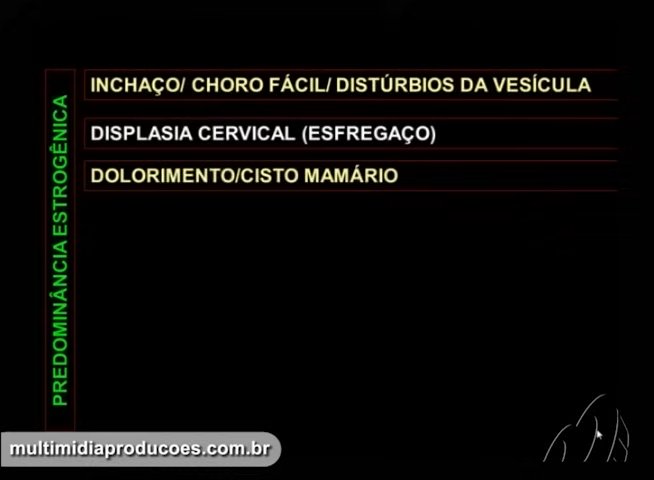 INCHAÇO/ CHORO FÁCIL/ DISTÚRBIOS DA VESÍCULA
DISPLASIA CERVICAL (ESFREGAÇO)
DOLORIMENTO/CISTO MAMÁRIO
PREDOMINÂNCIA ESTROGÊNICA
multimidiaproducoes.com.br